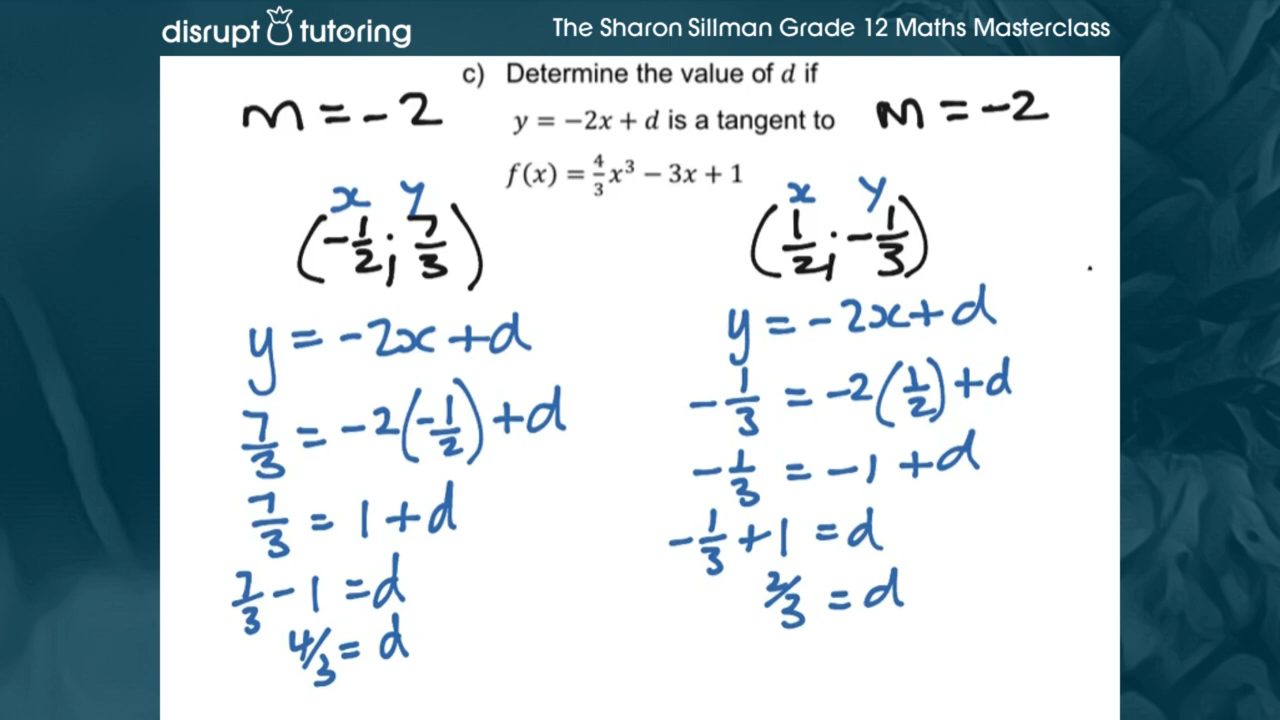 disrupt tutoring
The Sharon Sillman Grade 12 Maths Masterclass
c) Determine the value of d if
y = −2x + d is a tangent to
f(x) = 4/3 x³ − 3x + 1
m = -2
x y
(-1/2; 7/3)
y = -2x + d
7/3 = -2(-1/2) + d
7/3 = 1 + d
7/3 - 1 = d
4/3 = d
m = -2
x y
(1/2; -1/3)
y = -2x + d
-1/3 = -2(1/2) + d
-1/3 = -1 + d
-1/3 + 1 = d
2/3 = d